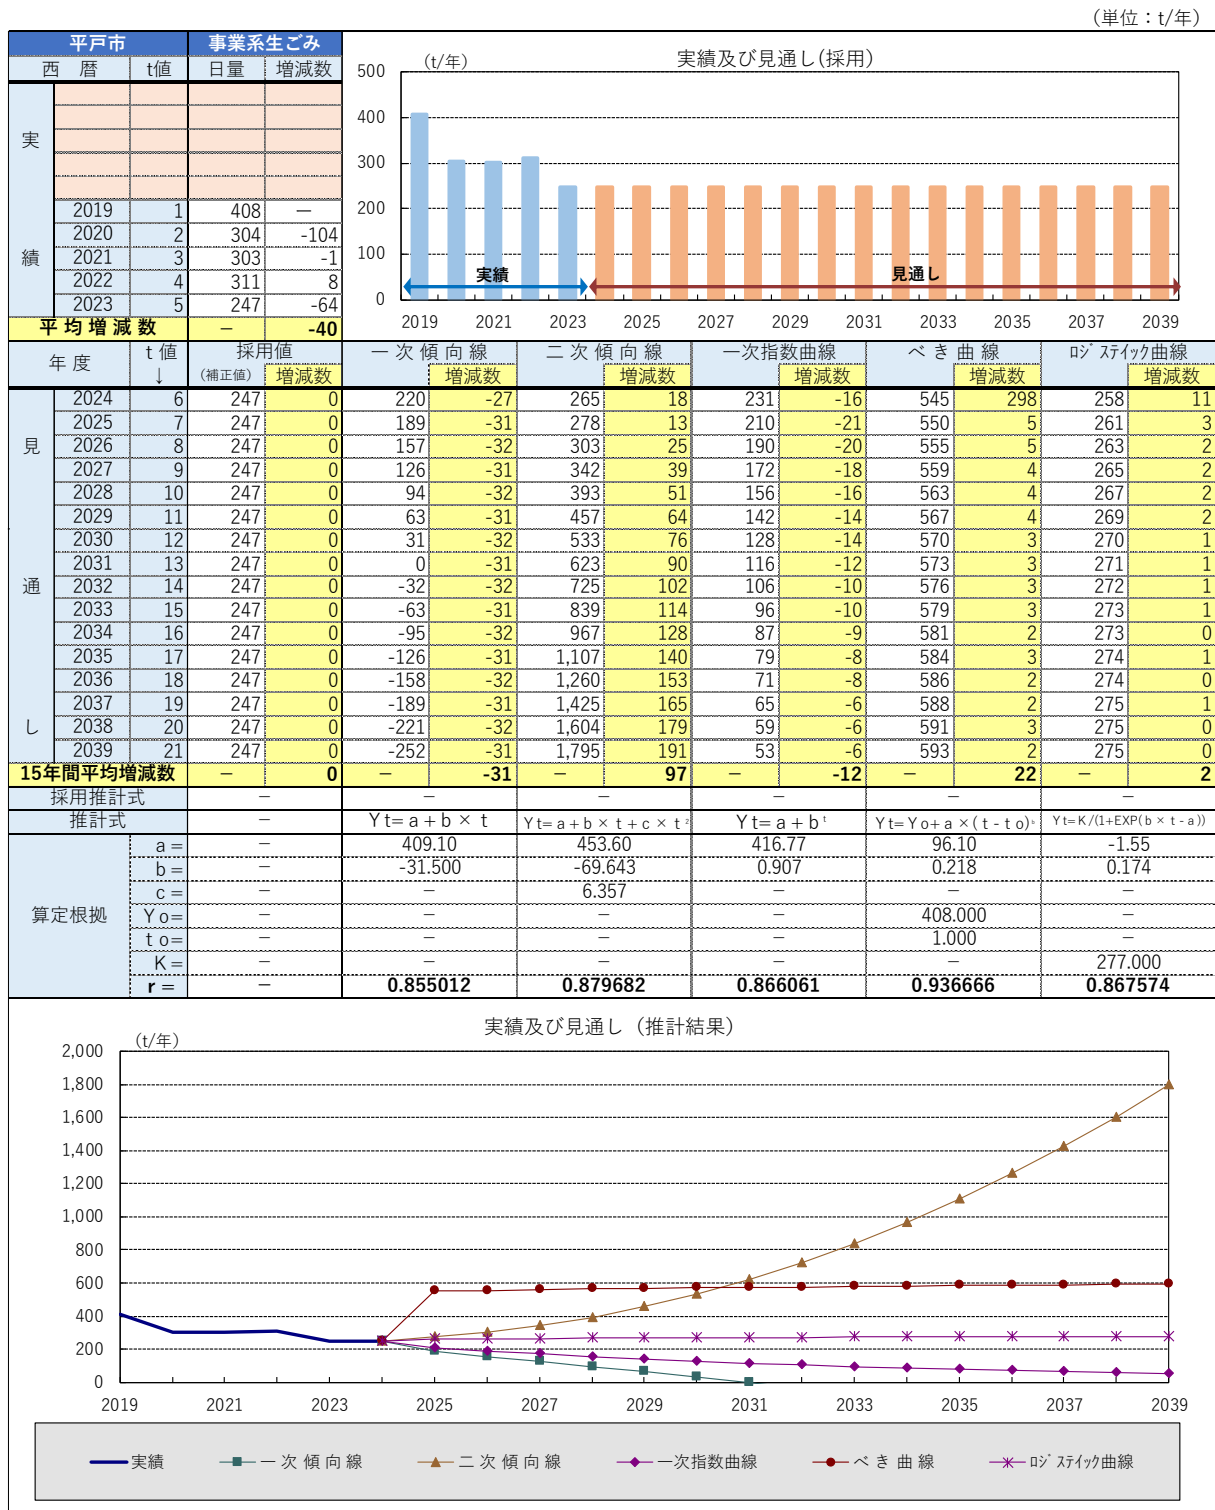 (単位：t/年)
平戸市 事業系生ごみ
西 暦 t値 日量 増減数
実
績
2019 1 408 －
2020 2 304 -104
2021 3 303 -1
2022 4 311 8
2023 5 247 -64
平均増減数 － -40
(t/年) 実績及び見通し(採用)
500
400
300
200
100
0
実績 見通し
2019 2021 2023 2025 2027 2029 2031 2033 2035 2037 2039
年度 t値 採用値 一次傾向線 二次傾向線 一次指数曲線 べき曲線 ﾛｼﾞｽﾃｲｯｸ曲線
↓ (補正値) 増減数 増減数 増減数 増減数 増減数 増減数
見
通
し
2024 6 247 0 220 -27 265 18 231 -16 545 298 258 11
2025 7 247 0 189 -31 278 13 210 -21 550 5 261 3
2026 8 247 0 157 -32 303 25 190 -20 555 5 263 2
2027 9 247 0 126 -31 342 39 172 -18 559 4 265 2
2028 10 247 0 94 -32 393 51 156 -16 563 4 267 2
2029 11 247 0 63 -31 457 64 142 -14 567 4 269 2
2030 12 247 0 31 -32 533 76 128 -14 570 3 270 1
2031 13 247 0 0 -31 623 90 116 -12 573 3 271 1
2032 14 247 0 -32 -32 725 102 106 -10 576 3 272 1
2033 15 247 0 -63 -31 839 114 96 -10 579 3 273 1
2034 16 247 0 -95 -32 967 128 87 -9 581 2 273 0
2035 17 247 0 -126 -31 1,107 140 79 -8 584 3 274 1
2036 18 247 0 -158 -32 1,260 153 71 -8 586 2 274 0
2037 19 247 0 -189 -31 1,425 165 65 -6 588 2 275 1
2038 20 247 0 -221 -32 1,604 179 59 -6 591 3 275 0
2039 21 247 0 -252 -31 1,795 191 53 -6 593 2 275 0
15年間平均増減数 － 0 － -31 － 97 － -12 － 22 － 2
採用推計式 － － － － － －
推計式 － Yt=a+b×t Yt=a+b×t+c×t² Yt=a+bᵗ Yt=Yo+a×(t-to)ᵇ Yt=K/(1+EXP(b×t-a))
算定根拠
a= － 409.10 453.60 416.77 96.10 -1.55
b= － -31.500 -69.643 0.907 0.218 0.174
c= － － 6.357 － － －
Yo= － － － － 408.000 －
to= － － － － 1.000 －
K= － － － － － 277.000
r= － 0.855012 0.879682 0.866061 0.936666 0.867574
実績及び見通し（推計結果）
(t/年)
2,000
1,800
1,600
1,400
1,200
1,000
800
600
400
200
0
2019 2021 2023 2025 2027 2029 2031 2033 2035 2037 2039
実績 一次傾向線 二次傾向線 一次指数曲線 べき曲線 ﾛｼﾞｽﾃｲｯｸ曲線